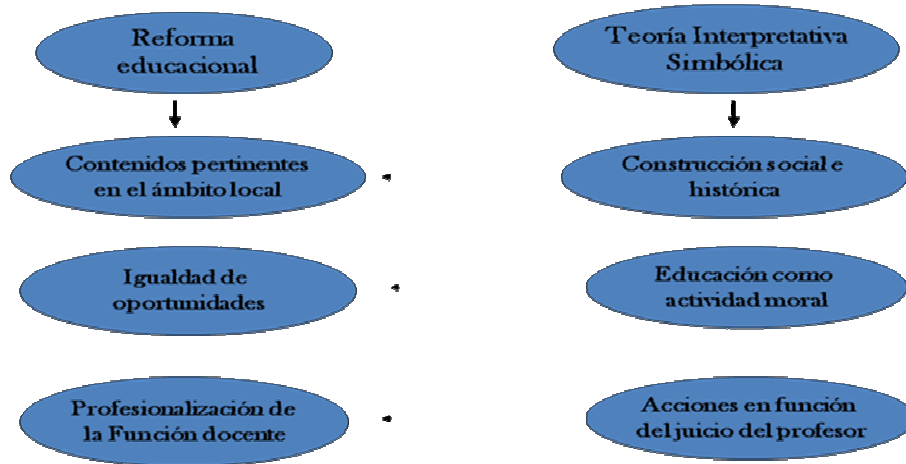 Reforma
educacional
Teoría Interpretativa
Simbólica
Contenidos pertinentes
en el ámbito local
Construcción social e
histórica
Igualdad de
oportunidades
Educación como
actividad moral
Profesionalización de
la Función docente
Acciones en función
del juicio del profesor